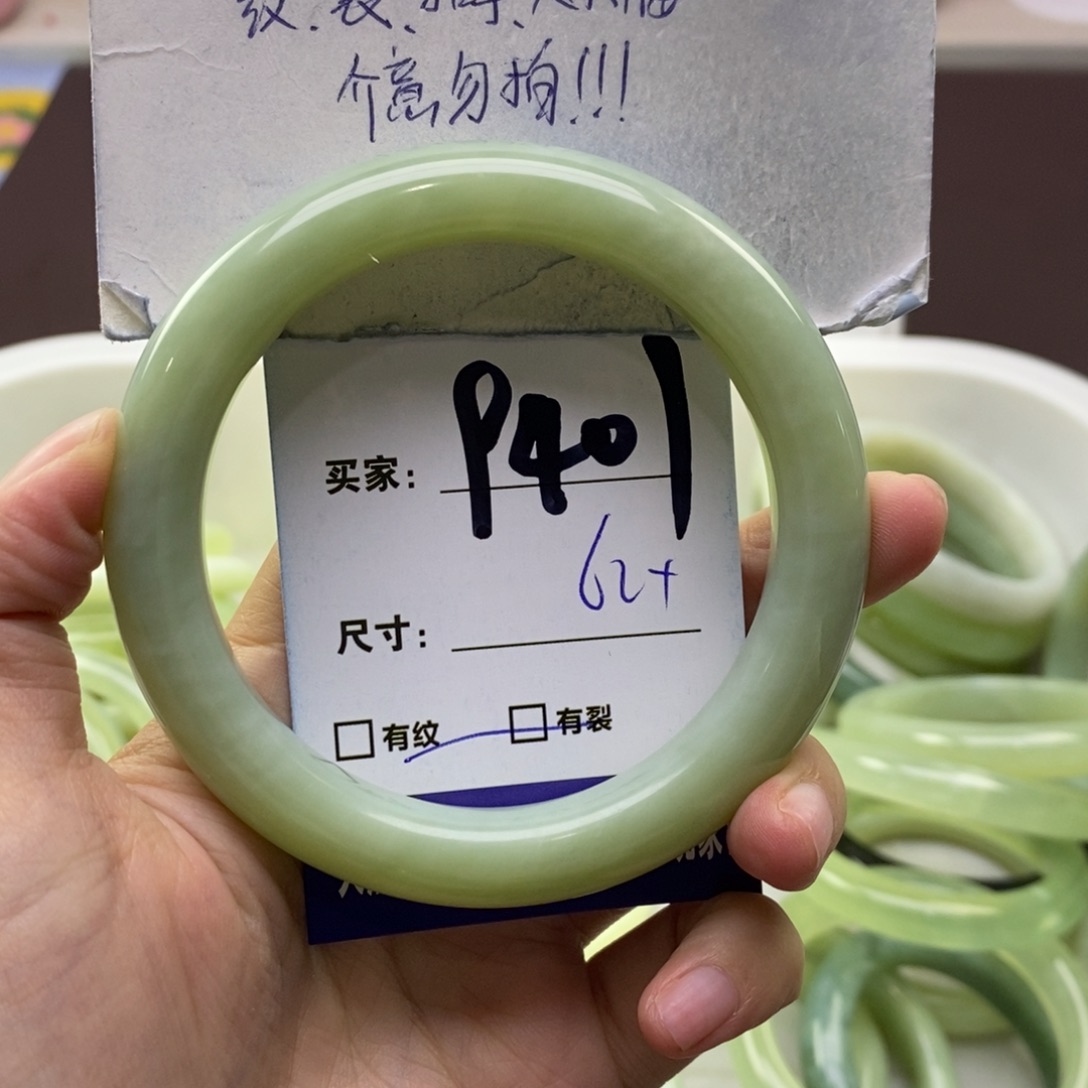 纹.裂、
介意勿拍!!!
买家: P401
62+
尺寸:
□有纹 □有裂